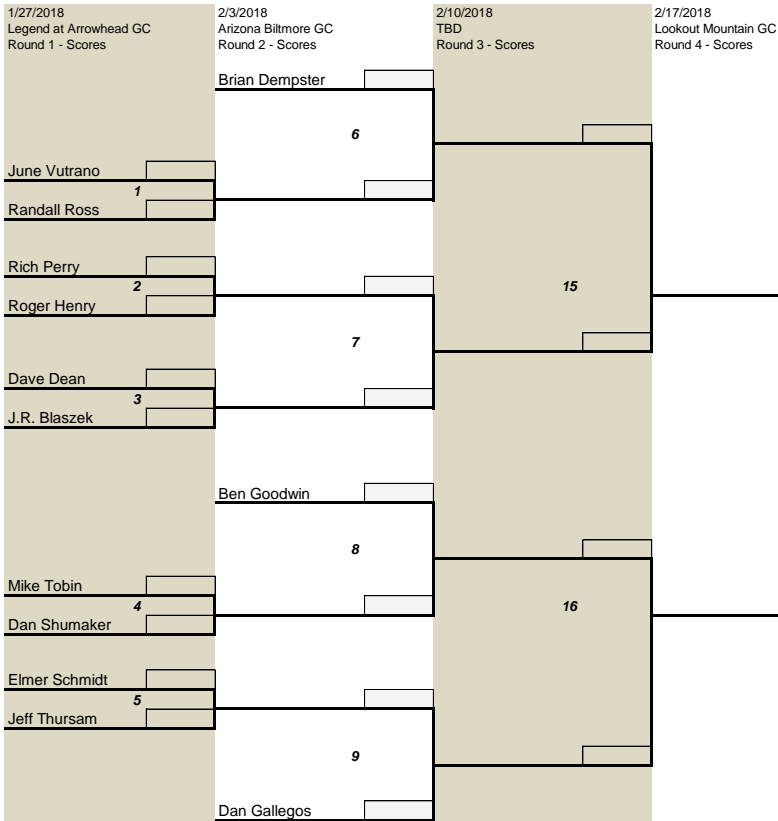 1/27/2018
Legend at Arrowhead GC
Round 1 - Scores
2/3/2018
Arizona Biltmore GC
Round 2 - Scores
2/10/2018
TBD
Round 3 - Scores
2/17/2018
Lookout Mountain GC
Round 4 - Scores
Brian Dempster
6
June Vutrano
1
Randall Ross
Rich Perry
2
15
Roger Henry
7
Dave Dean
3
J.R. Blaszek
Ben Goodwin
8
Mike Tobin
4
16
Dan Shumaker
Elmer Schmidt
5
Jeff Thursam
9
Dan Gallegos